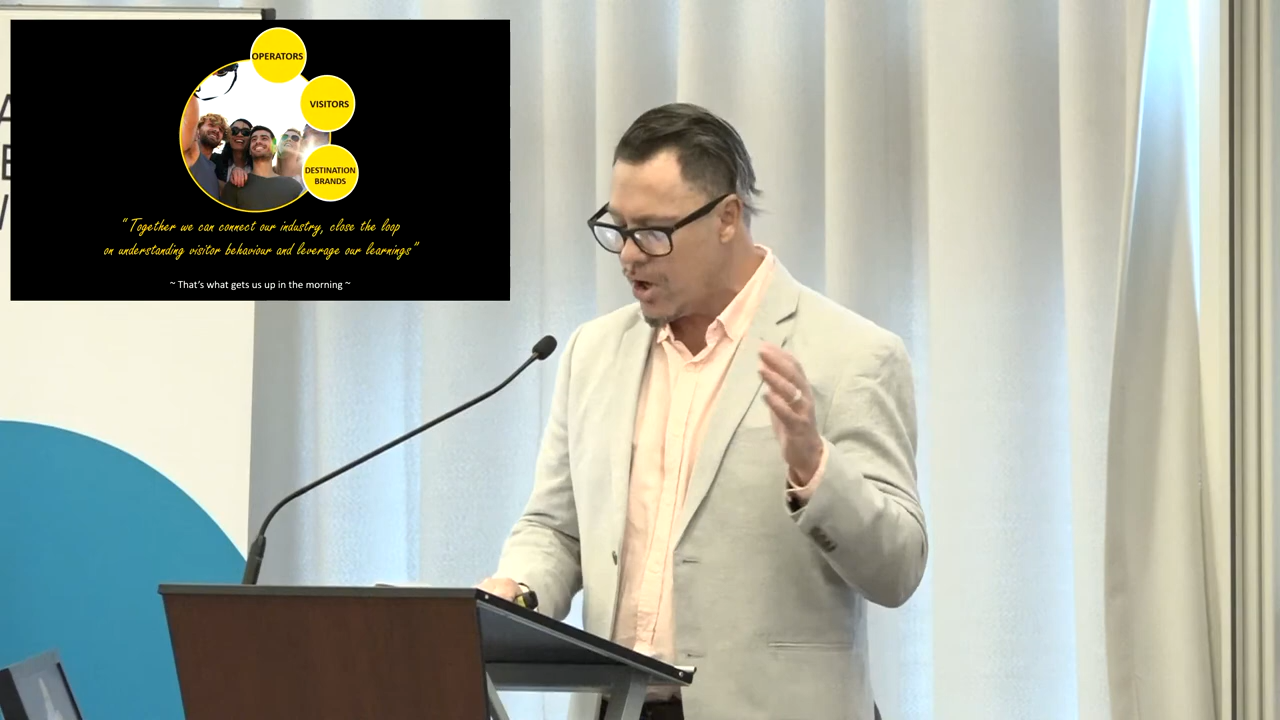 OPERATORS
VISITORS
DESTINATION
BRANDS
“Together we can connect our industry, close the loop
on understanding visitor behaviour and leverage our learnings”
~ That’s what gets us up in the morning ~